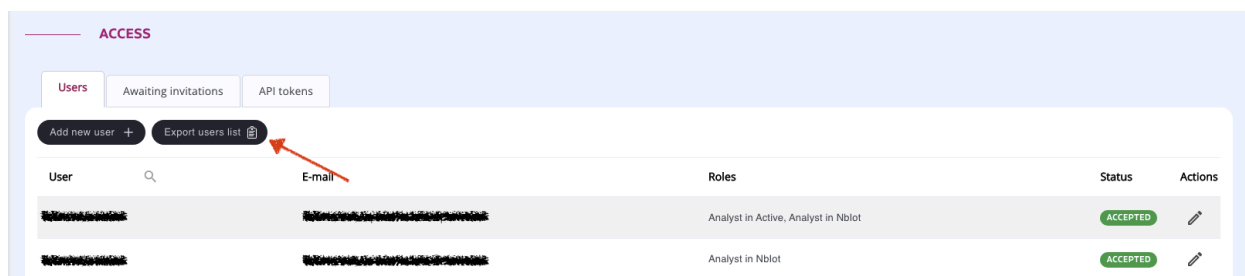 ACCESS
Users Awaiting invitations API tokens
Add new user + Export users list
User E-mail Roles Status Actions
Analyst in Active, Analyst in Nblot ACCEPTED
Analyst in Nblot ACCEPTED